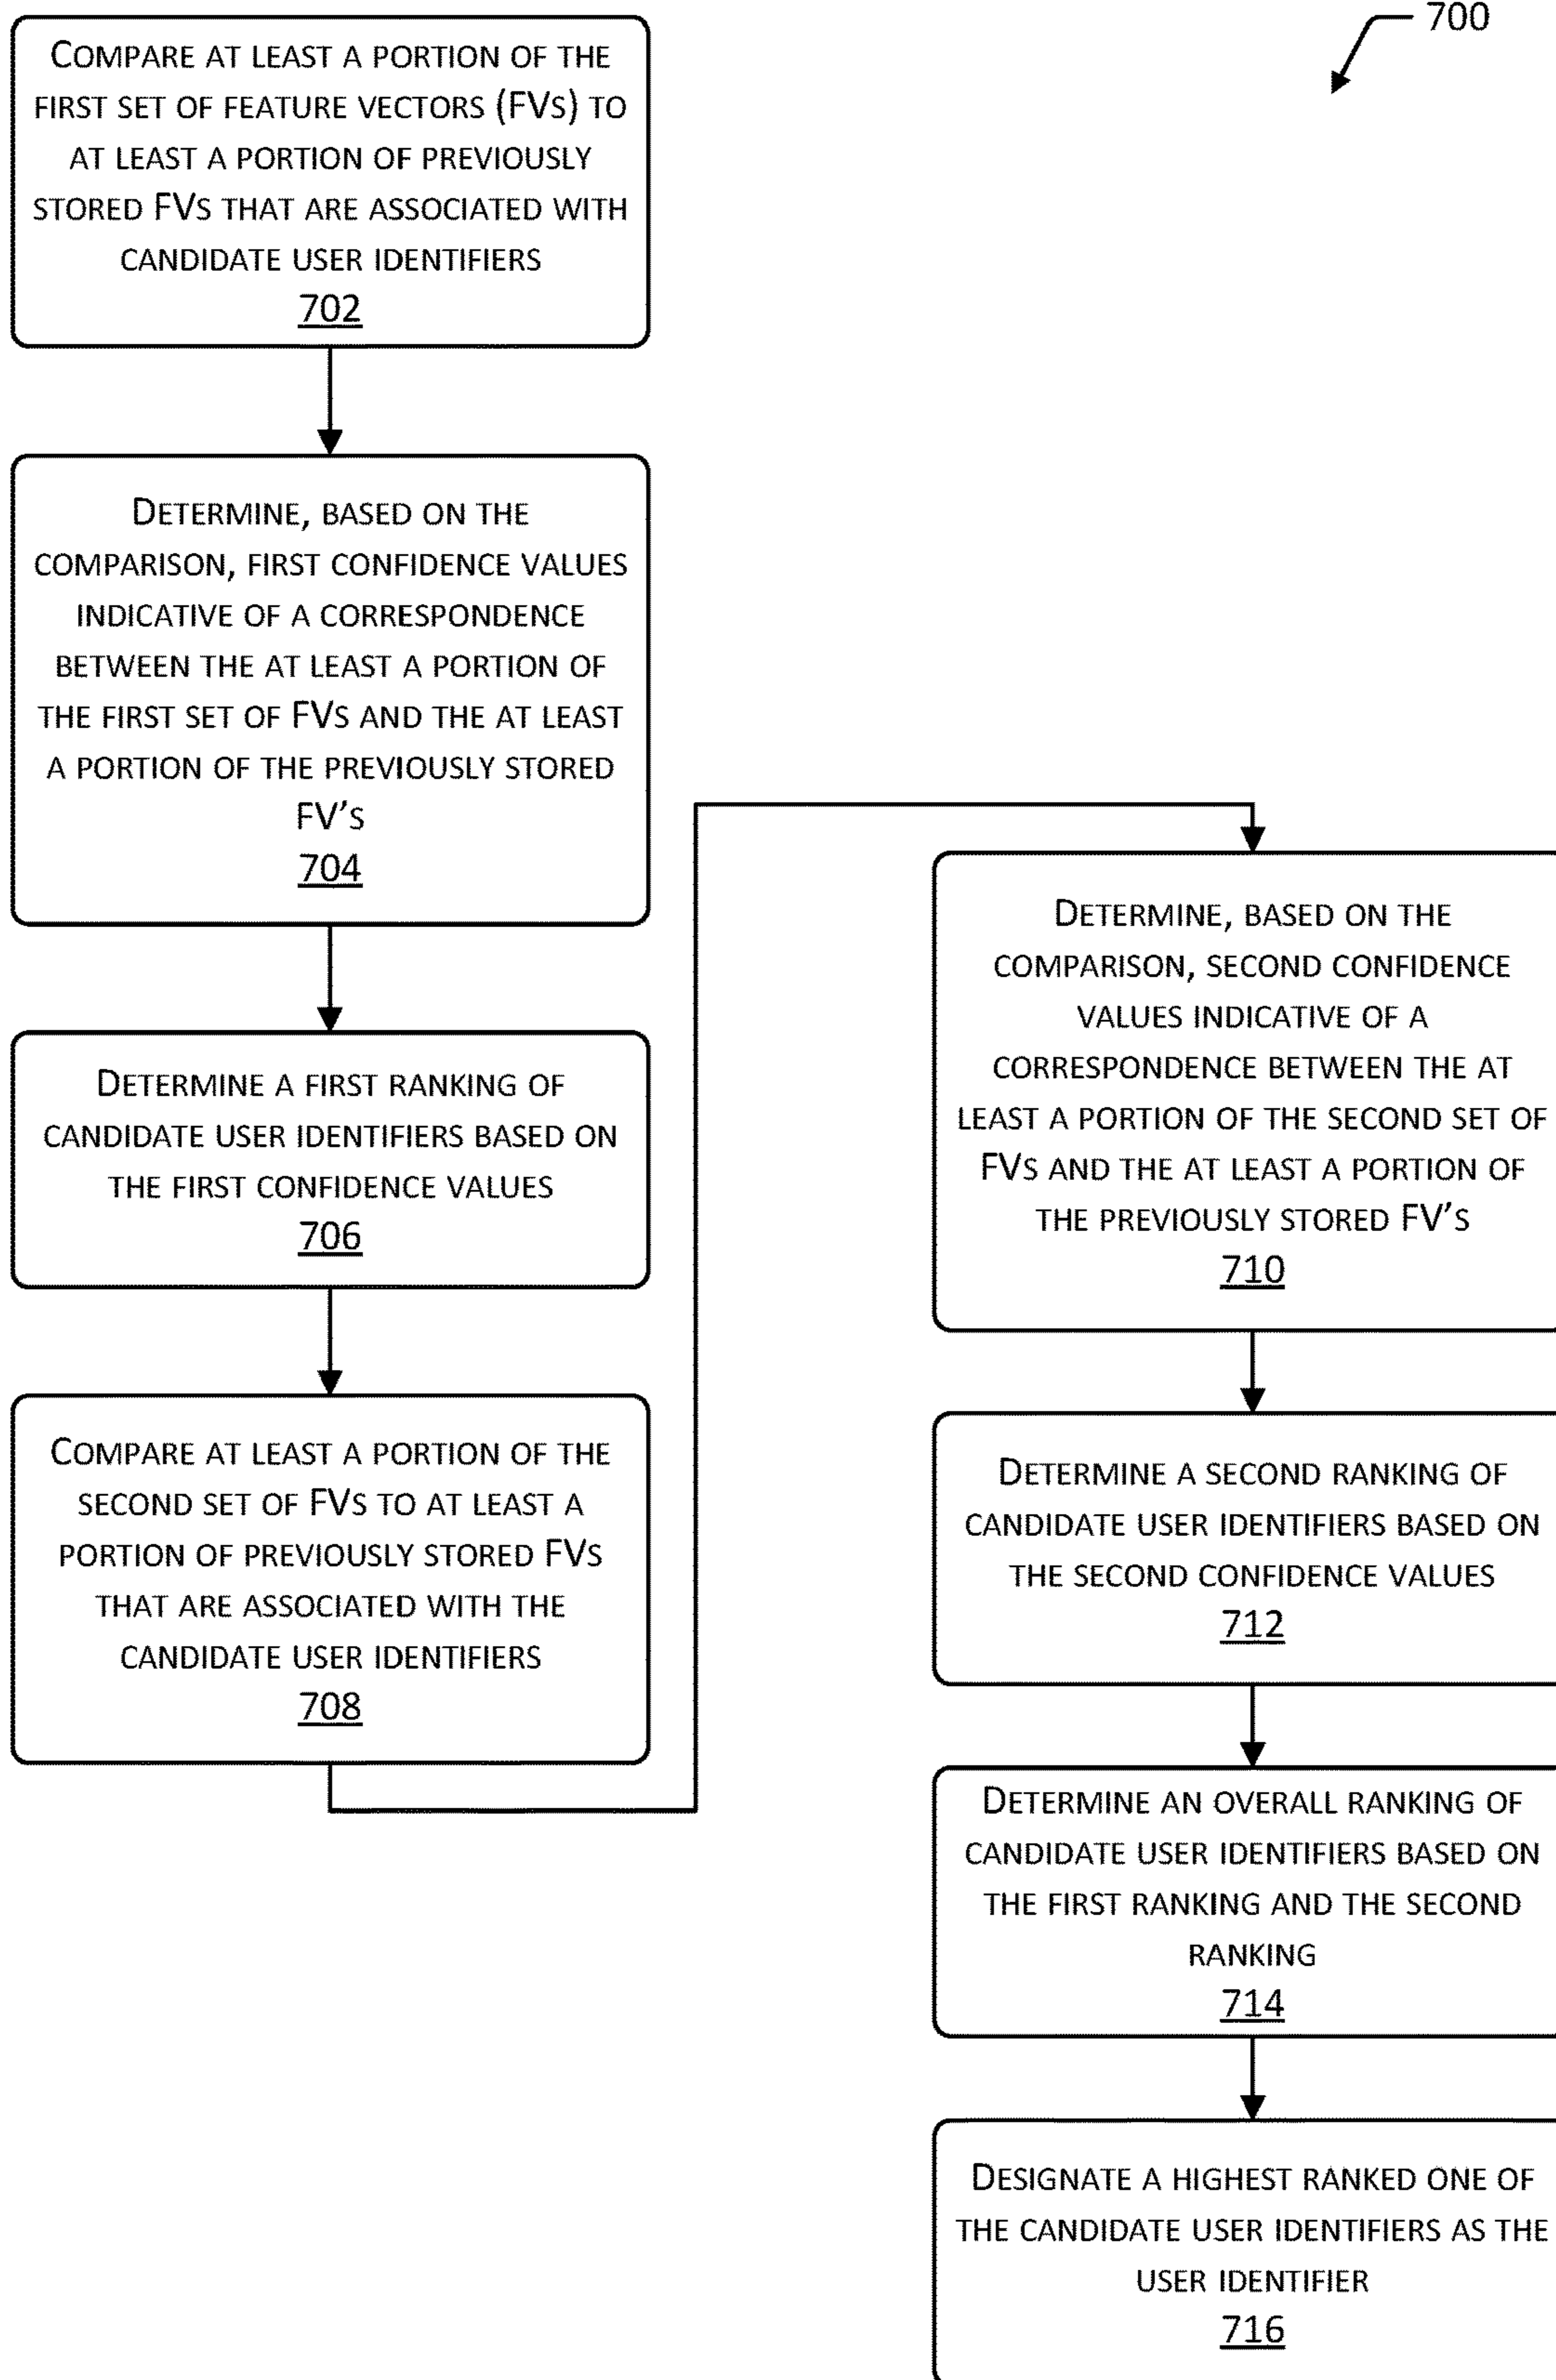 700
COMPARE AT LEAST A PORTION OF THE
FIRST SET OF FEATURE VECTORS (FVS) TO
AT LEAST A PORTION OF PREVIOUSLY
STORED FVS THAT ARE ASSOCIATED WITH
CANDIDATE USER IDENTIFIERS
702
DETERMINE, BASED ON THE
COMPARISON, FIRST CONFIDENCE VALUES
INDICATIVE OF A CORRESPONDENCE
BETWEEN THE AT LEAST A PORTION OF
THE FIRST SET OF FVS AND THE AT LEAST
A PORTION OF THE PREVIOUSLY STORED
FV'S
704
DETERMINE A FIRST RANKING OF
CANDIDATE USER IDENTIFIERS BASED ON
THE FIRST CONFIDENCE VALUES
706
COMPARE AT LEAST A PORTION OF THE
SECOND SET OF FVS TO AT LEAST A
PORTION OF PREVIOUSLY STORED FVS
THAT ARE ASSOCIATED WITH THE
CANDIDATE USER IDENTIFIERS
708
DETERMINE, BASED ON THE
COMPARISON, SECOND CONFIDENCE
VALUES INDICATIVE OF A
CORRESPONDENCE BETWEEN THE AT
LEAST A PORTION OF THE SECOND SET OF
FVS AND THE AT LEAST A PORTION OF
THE PREVIOUSLY STORED FV'S
710
DETERMINE A SECOND RANKING OF
CANDIDATE USER IDENTIFIERS BASED ON
THE SECOND CONFIDENCE VALUES
712
DETERMINE AN OVERALL RANKING OF
CANDIDATE USER IDENTIFIERS BASED ON
THE FIRST RANKING AND THE SECOND
RANKING
714
DESIGNATE A HIGHEST RANKED ONE OF
THE CANDIDATE USER IDENTIFIERS AS THE
USER IDENTIFIER
716